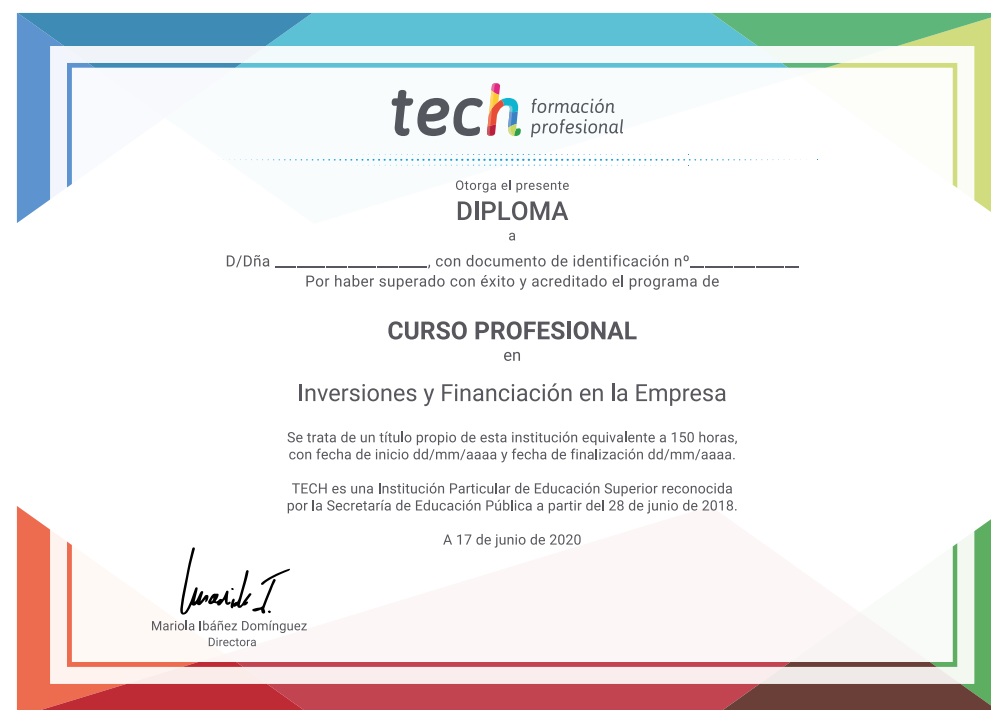 tech formación
profesional
Otorga el presente
DIPLOMA
a
D/Dña ____________, con documento de identificación nº__________
Por haber superado con éxito y acreditado el programa de
CURSO PROFESIONAL
en
Inversiones y Financiación en la Empresa
Se trata de un título propio de esta institución equivalente a 150 horas,
con fecha de inicio dd/mm/aaaa y fecha de finalización dd/mm/aaaa.
TECH es una Institución Particular de Educación Superior reconocida
por la Secretaría de Educación Pública a partir del 28 de junio de 2018.
A 17 de junio de 2020
Mariola Ibáñez Domínguez
Directora